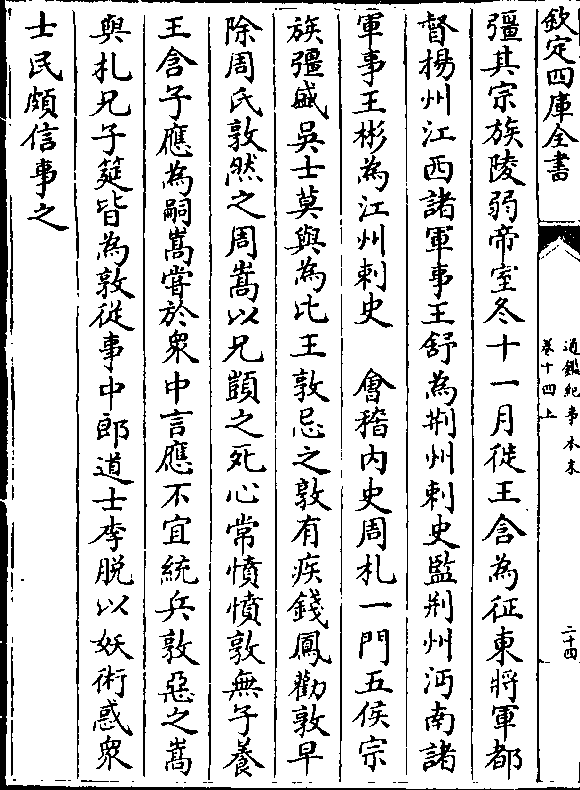 欽定四庫全書
通鑑紀事本末
卷十四上
二十四
彊其宗族陵弱帝室冬十一月徙王含為征東將軍都
督揚州江西諸軍事王舒為荆州刺史監荆州沔南諸
軍事王彬為江州刺史　會稽内史周札一門五侯宗
族彊盛吳士莫與為比王敦忌之敦有疾錢鳳勸敦早
除周氏敦然之周嵩以兄顗之死心常憤憤敦無子養
王含子應為嗣嵩嘗於衆中言應不宜統兵敦惡之嵩
與札兄子筵皆為敦從事中郎道士李脱以妖術惑衆
士民頗信事之